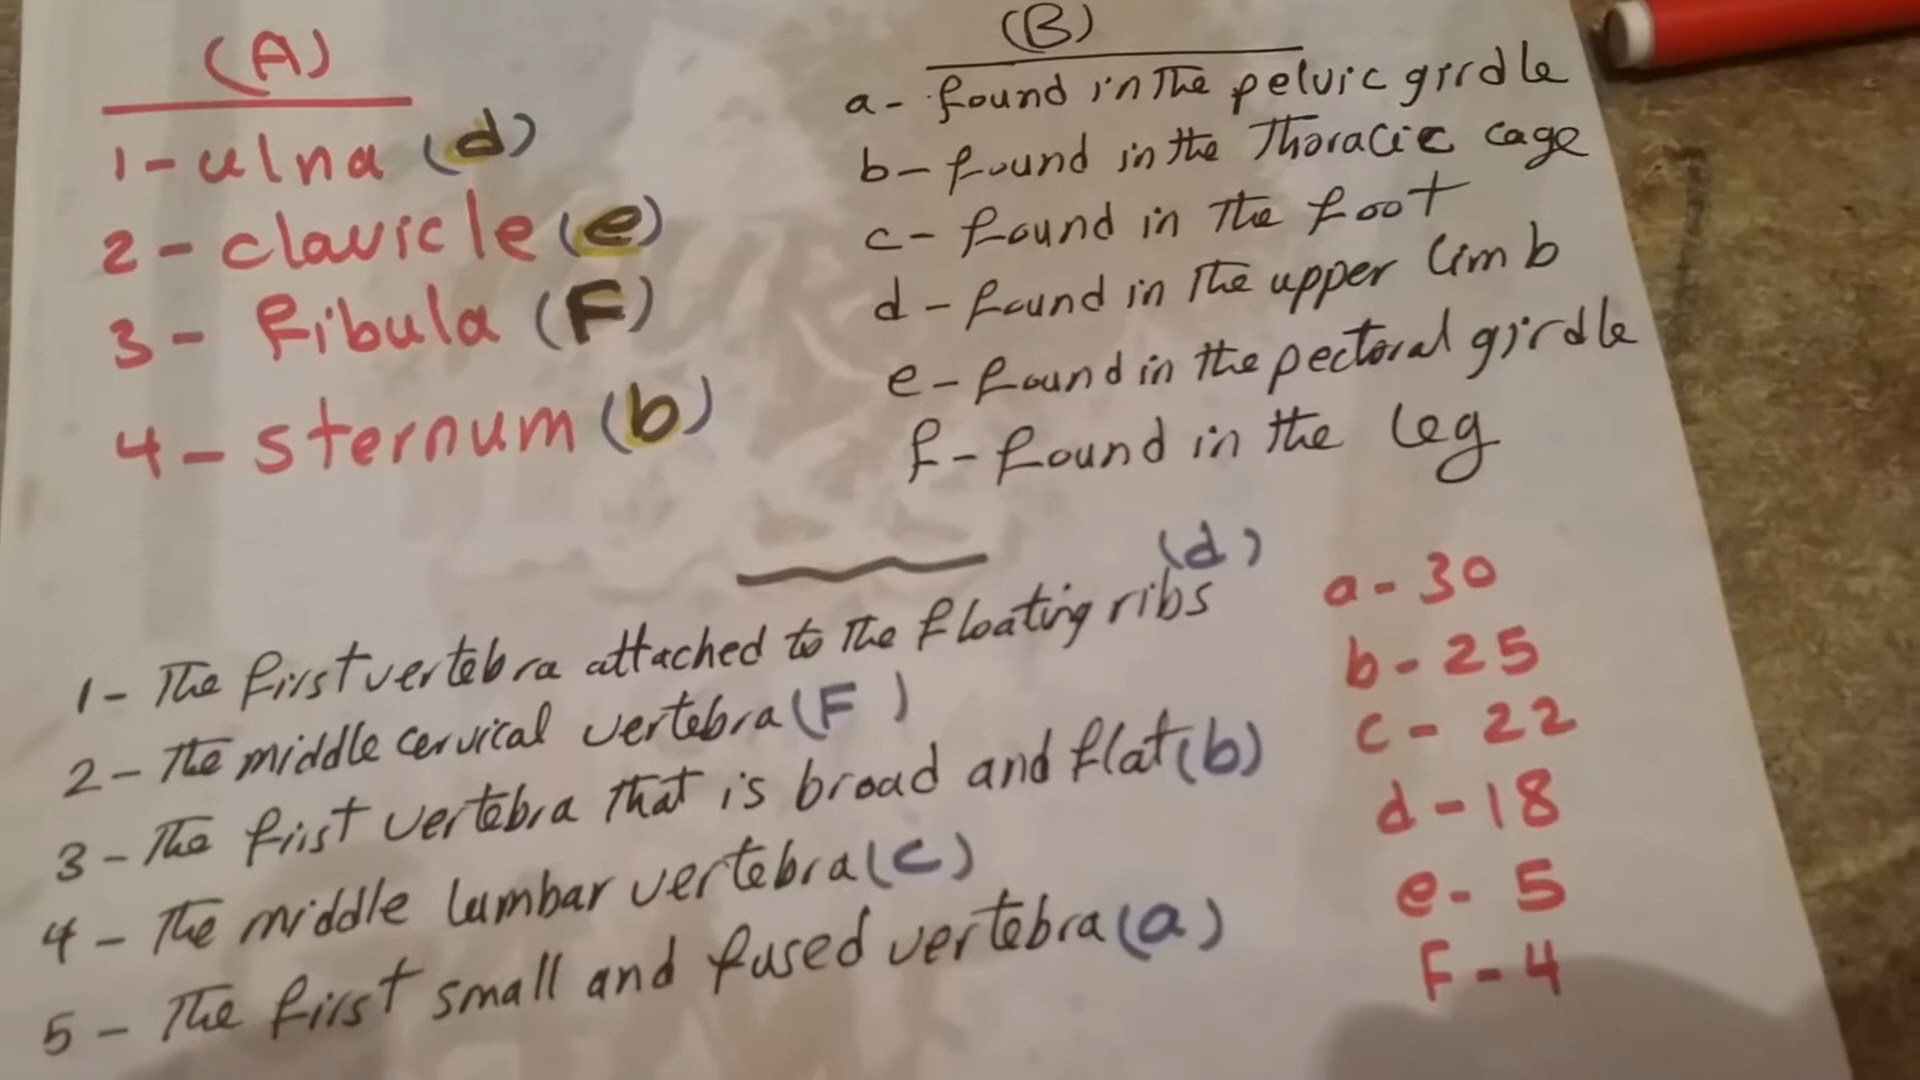 (A)
1-ulna (d)
2-clavicle (e)
3- fibula (F)
4-sternum (b)
(B)
a- found in the pelvic girdle
b- found in the Thoracic cage
c- found in the foot
d- found in the upper limb
e- found in the pectoral girdle
f- found in the leg
1- The first vertebra attached to the floating ribs (d)
2- The middle cervical vertebra (F)
3- The first vertebra that is broad and flat (b)
4- The middle lumbar vertebra (c)
5- The first small and fused vertebra (a)
a-30
b-25
c-22
d-18
e-5
F-4